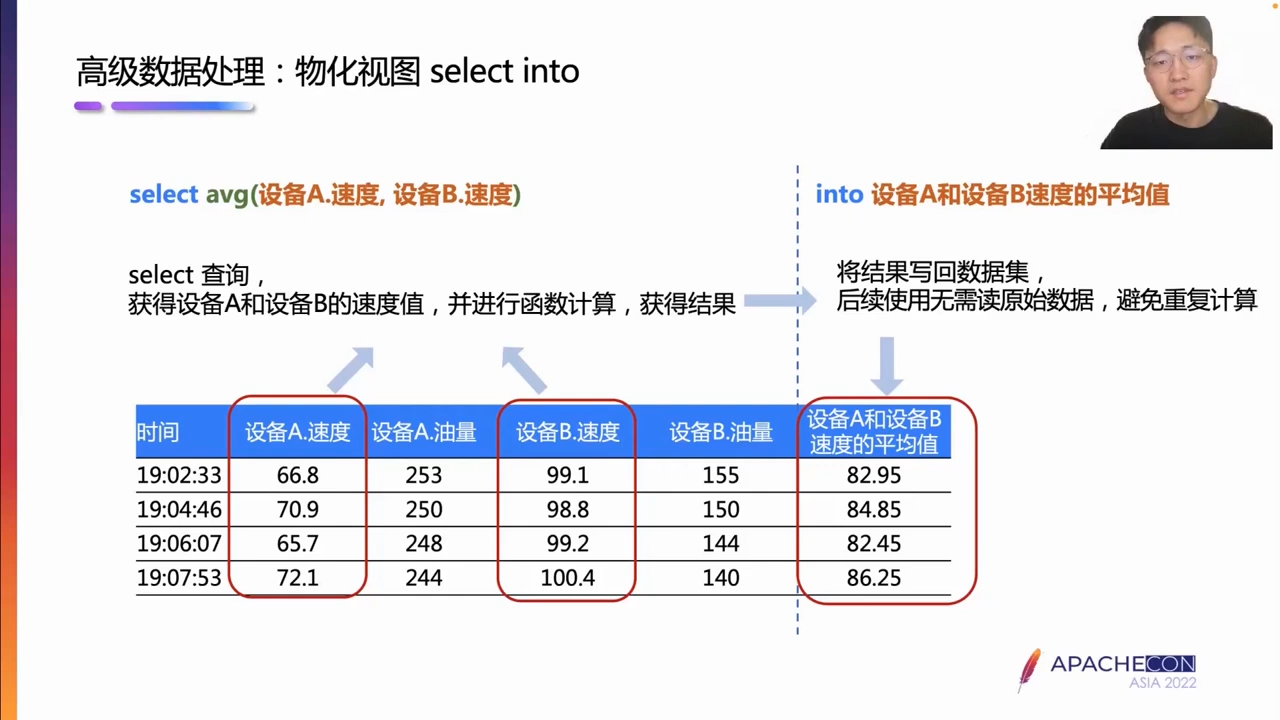 高级数据处理：物化视图 select into
select avg(设备A.速度, 设备B.速度)
into 设备A和设备B速度的平均值
select 查询，
获得设备A和设备B的速度值，并进行函数计算，获得结果
将结果写回数据集，
后续使用无需读原始数据，避免重复计算
时间 设备A.速度 设备A.油量 设备B.速度 设备B.油量 设备A和设备B
速度的平均值
19:02:33 66.8 253 99.1 155 82.95
19:04:46 70.9 250 98.8 150 84.85
19:06:07 65.7 248 99.2 144 82.45
19:07:53 72.1 244 100.4 140 86.25
APACHECON
ASIA 2022